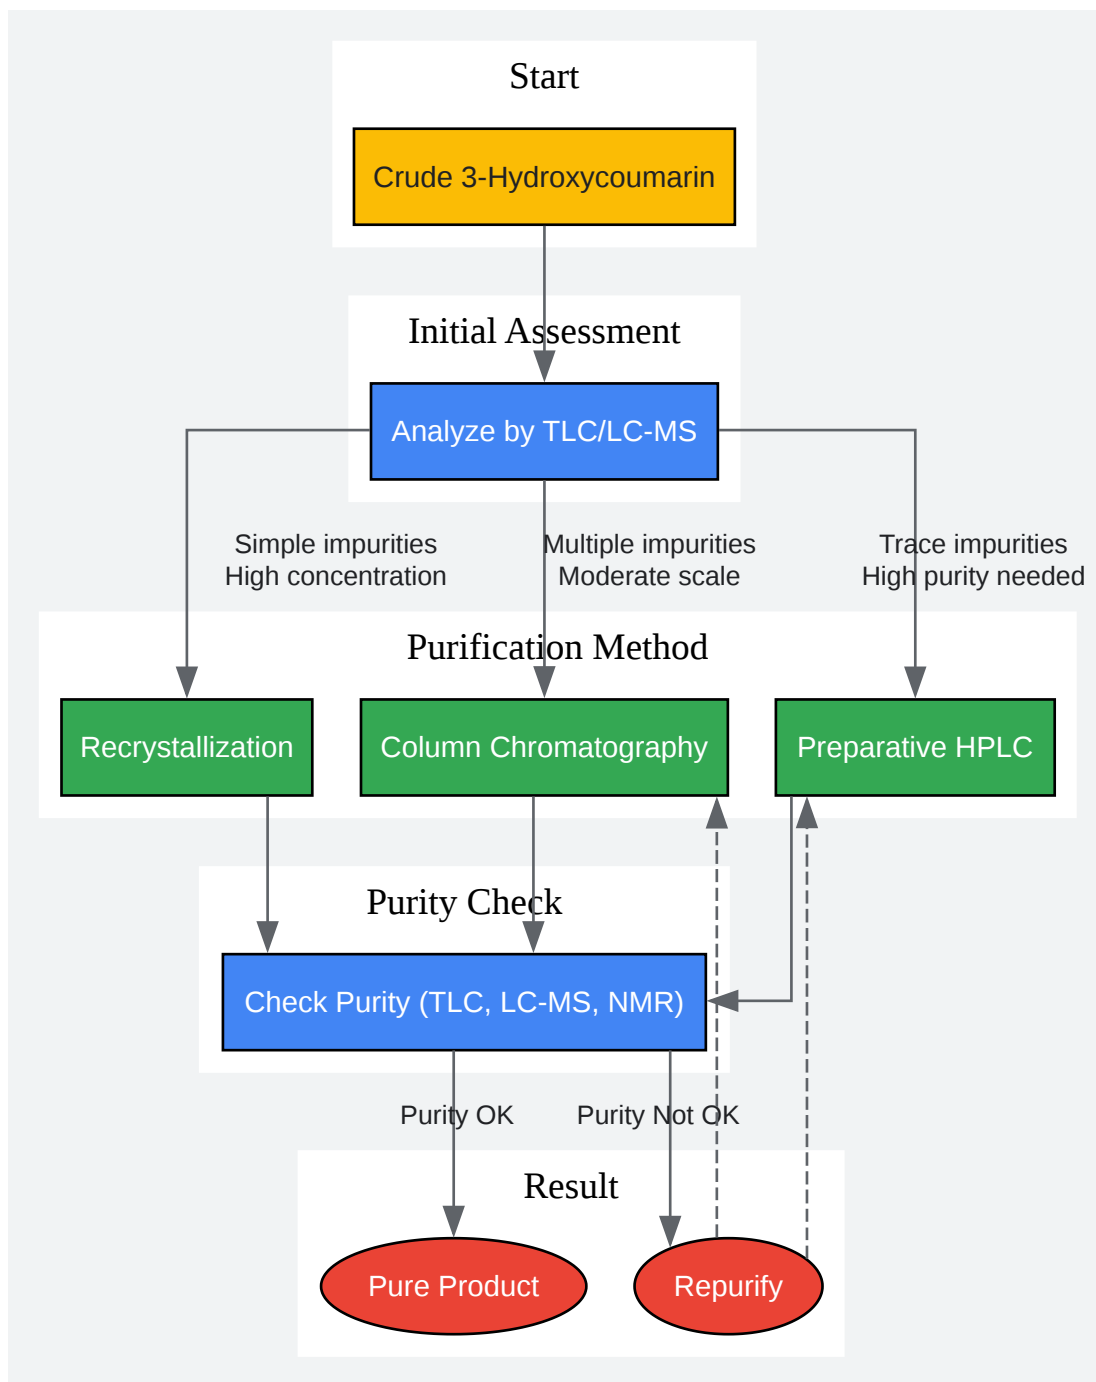 Start
Crude 3-Hydroxycoumarin
Initial Assessment
Analyze by TLC/LC-MS
Simple impurities
High concentration
Multiple impurities
Moderate scale
Trace impurities
High purity needed
Purification Method
Recrystallization
Column Chromatography
Preparative HPLC
Purity Check
Check Purity (TLC, LC-MS, NMR)
Purity OK
Purity Not OK
Result
Pure Product
Repurify